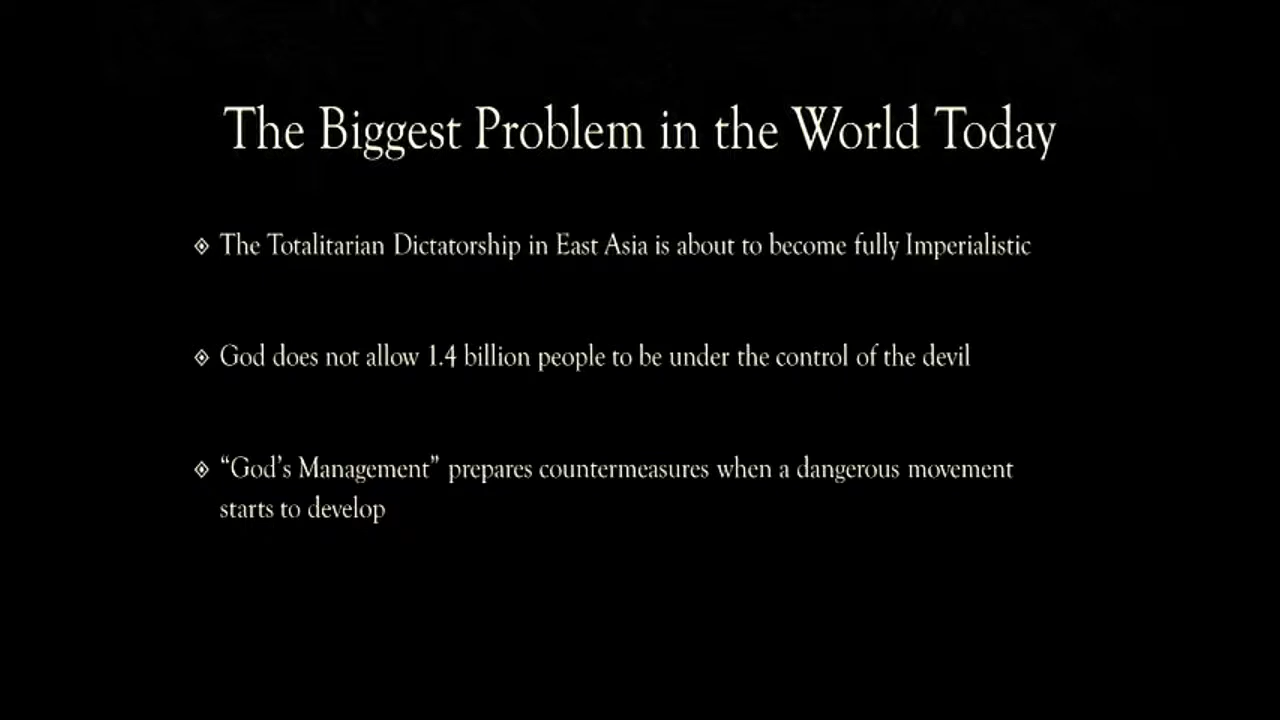 The Biggest Problem in the World Today
The Totalitarian Dictatorship in East Asia is about to become fully Imperialistic
God does not allow 1.4 billion people to be under the control of the devil
“God’s Management” prepares countermeasures when a dangerous movement
starts to develop